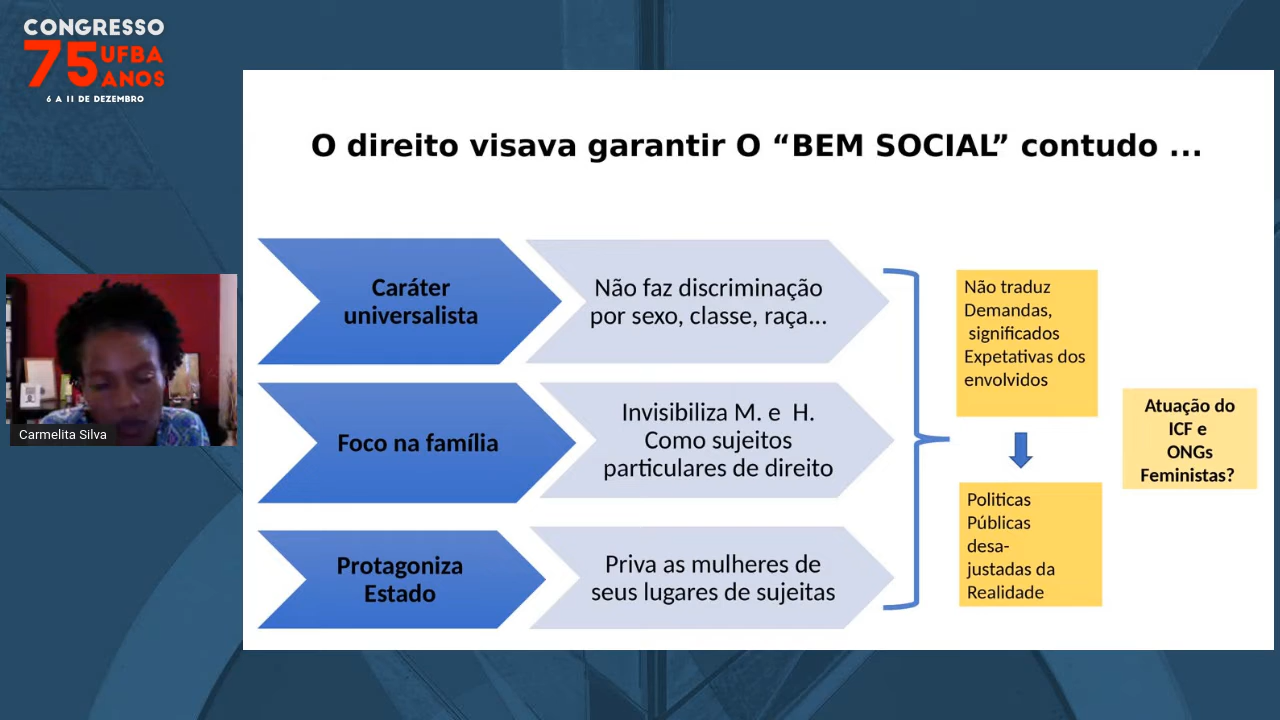 CONGRESSO
75 UFBA
ANOS
6 A 11 DE DEZEMBRO
O direito visava garantir O “BEM SOCIAL” contudo ...
Caráter
universalista
Não faz discriminação
por sexo, classe, raça...
Foco na família
Invisibiliza M. e H.
Como sujeitos
particulares de direito
Protagoniza
Estado
Priva as mulheres de
seus lugares de sujeitas
Não traduz
Demandas,
significados
Expetativas dos
envolvidos
Politicas
Públicas
desa-
justadas da
Realidade
Atuação do
ICF e
ONGs
Feministas?
Carmelita Silva